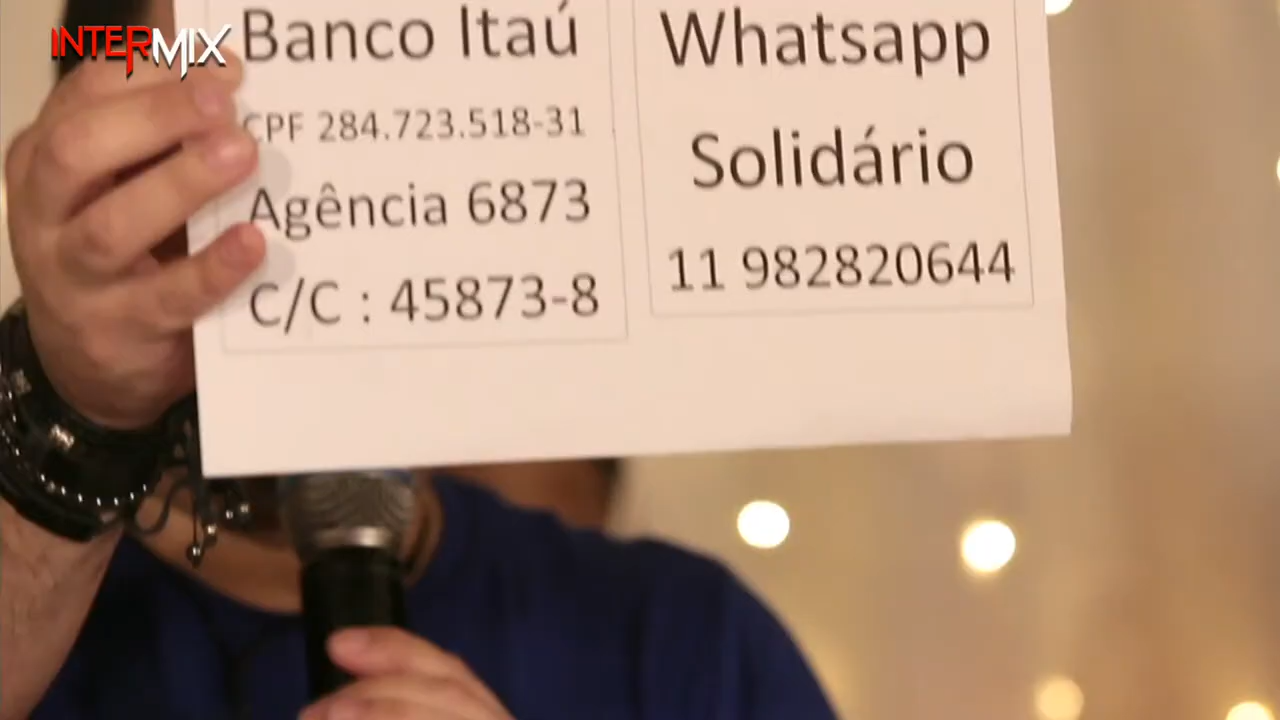 INTERMIX
Banco Itaú
CPF 284.723.518-31
Agência 6873
C/C : 45873-8
Whatsapp
Solidário
11 982820644